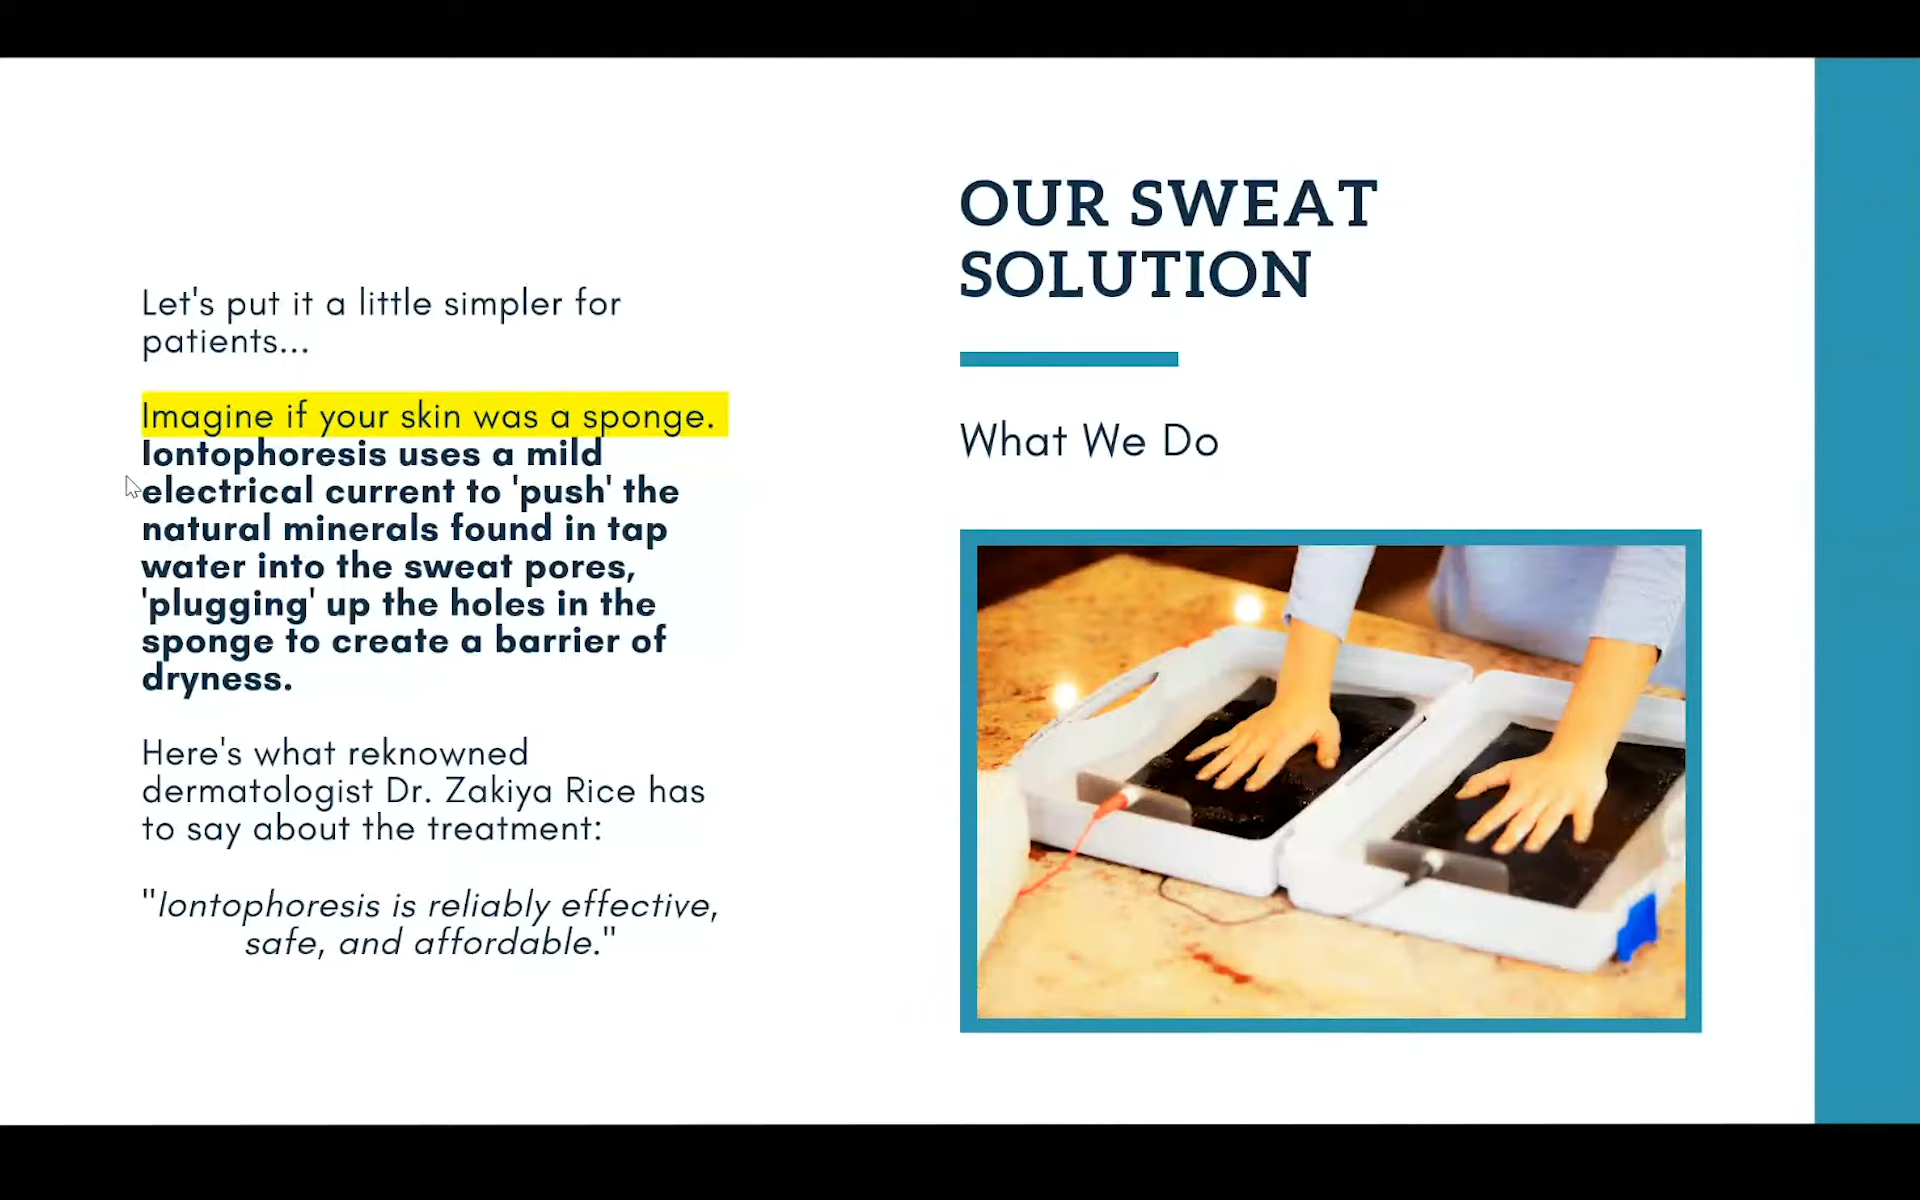 OUR SWEAT
SOLUTION
What We Do
Let's put it a little simpler for
patients...
Imagine if your skin was a sponge.
Iontophoresis uses a mild
electrical current to 'push' the
natural minerals found in tap
water into the sweat pores,
'plugging' up the holes in the
sponge to create a barrier of
dryness.
Here's what reknowned
dermatologist Dr. Zakiya Rice has
to say about the treatment:
"Iontophoresis is reliably effective,
safe, and affordable."